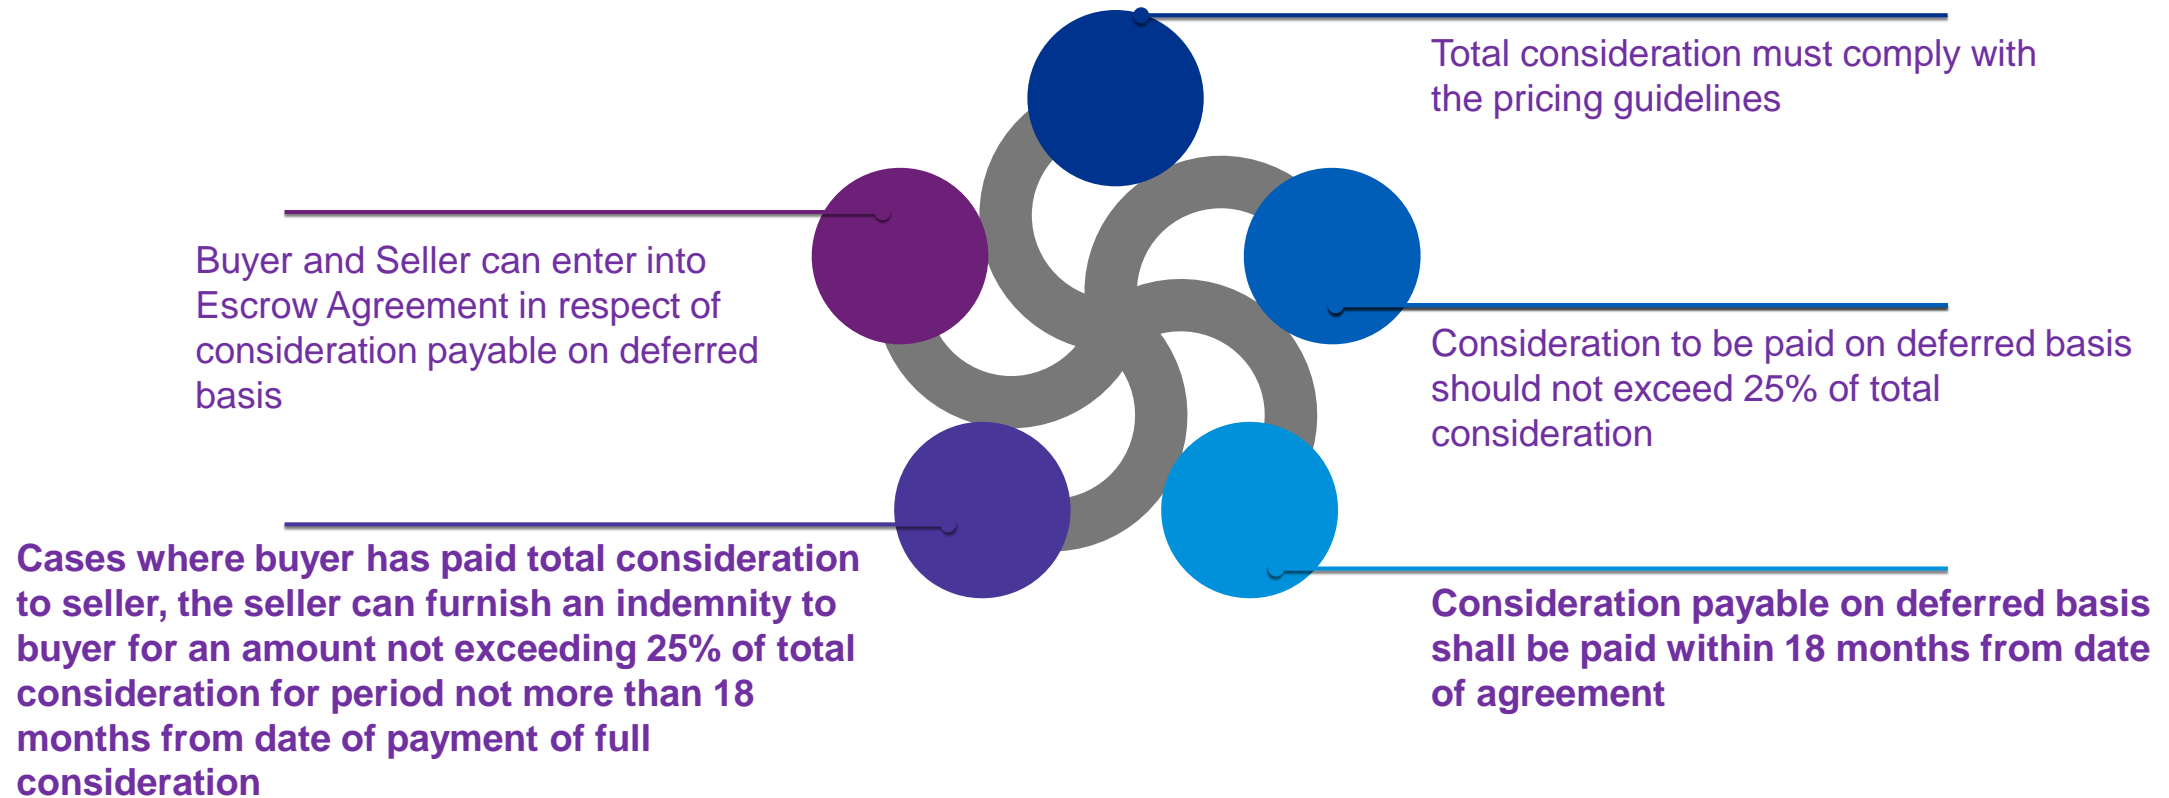 Total consideration must comply with
the pricing guidelines
Buyer and Seller can enter into
Escrow Agreement in respect of
consideration payable on deferred
basis
Consideration to be paid on deferred basis
should not exceed 25% of total
consideration
Cases where buyer has paid total consideration
to seller, the seller can furnish an indemnity to
buyer for an amount not exceeding 25% of total
consideration for period not more than 18
months from date of payment of full
consideration
Consideration payable on deferred basis
shall be paid within 18 months from date
of agreement